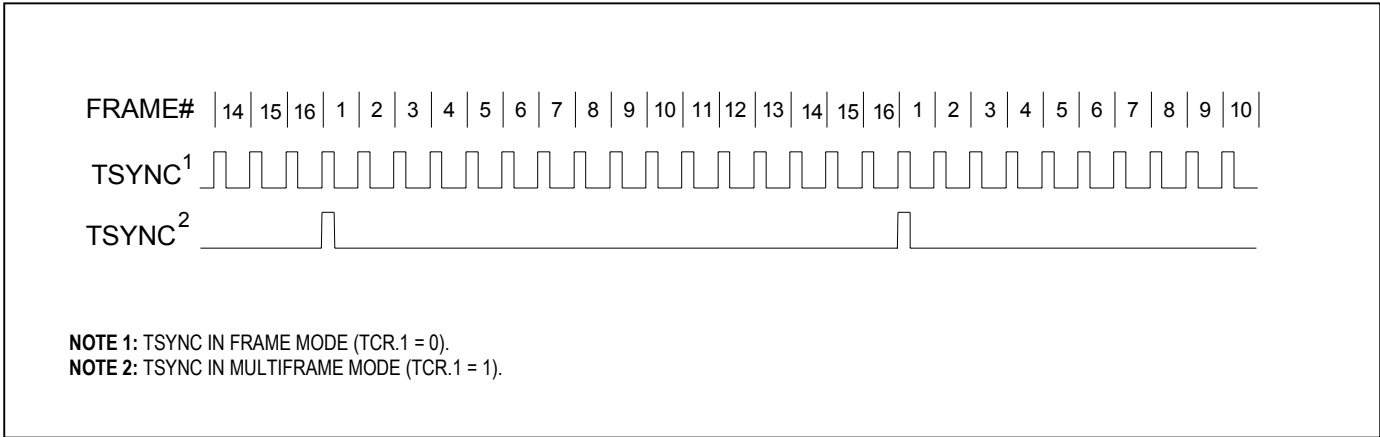 FRAME# 14 15 16 1 2 3 4 5 6 7 8 9 10 11 12 13 14 15 16 1 2 3 4 5 6 7 8 9 10
TSYNC1
TSYNC2
NOTE 1: TSYNC IN FRAME MODE (TCR.1 = 0).
NOTE 2: TSYNC IN MULTIFRAME MODE (TCR.1 = 1).